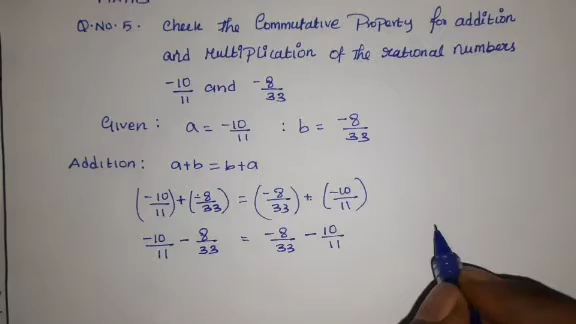 Q.No.5. Check the Commutative Property for addition
and Multiplication of the rational numbers
-10/11 and -8/33
Given: a = -10/11 : b = -8/33
Addition: a+b = b+a
(-10/11) + (-8/33) = (-8/33) + (-10/11)
-10/11 - 8/33 = -8/33 - 10/11